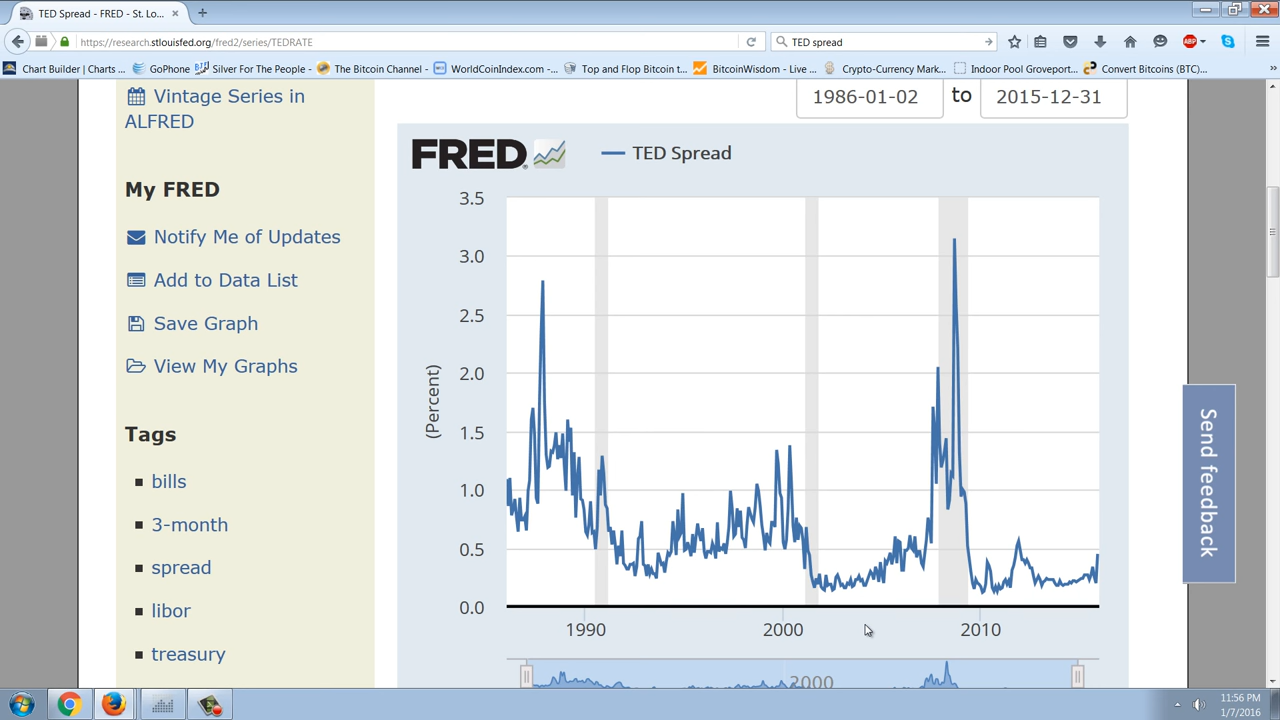 TED Spread - FRED - St. Lo...
https://research.stlouisfed.org/fred2/series/TEDRATE
TED spread
ABP
Chart Builder | Charts ...
GoPhone
Silver For The People - ...
The Bitcoin Channel - ...
WorldCoinIndex.com -...
Top and Flop Bitcoin t...
BitcoinWisdom - Live ...
Crypto-Currency Mark...
Indoor Pool Groveport...
Convert Bitcoins (BTC)...
Vintage Series in
ALFRED
My FRED
Notify Me of Updates
Add to Data List
Save Graph
View My Graphs
Tags
bills
3-month
spread
libor
treasury
1986-01-02 to 2015-12-31
FRED
TED Spread
3.5
3.0
2.5
2.0
1.5
1.0
0.5
0.0
(Percent)
1990 2000 2010
2000
Send feedback
11:56 PM
1/7/2016